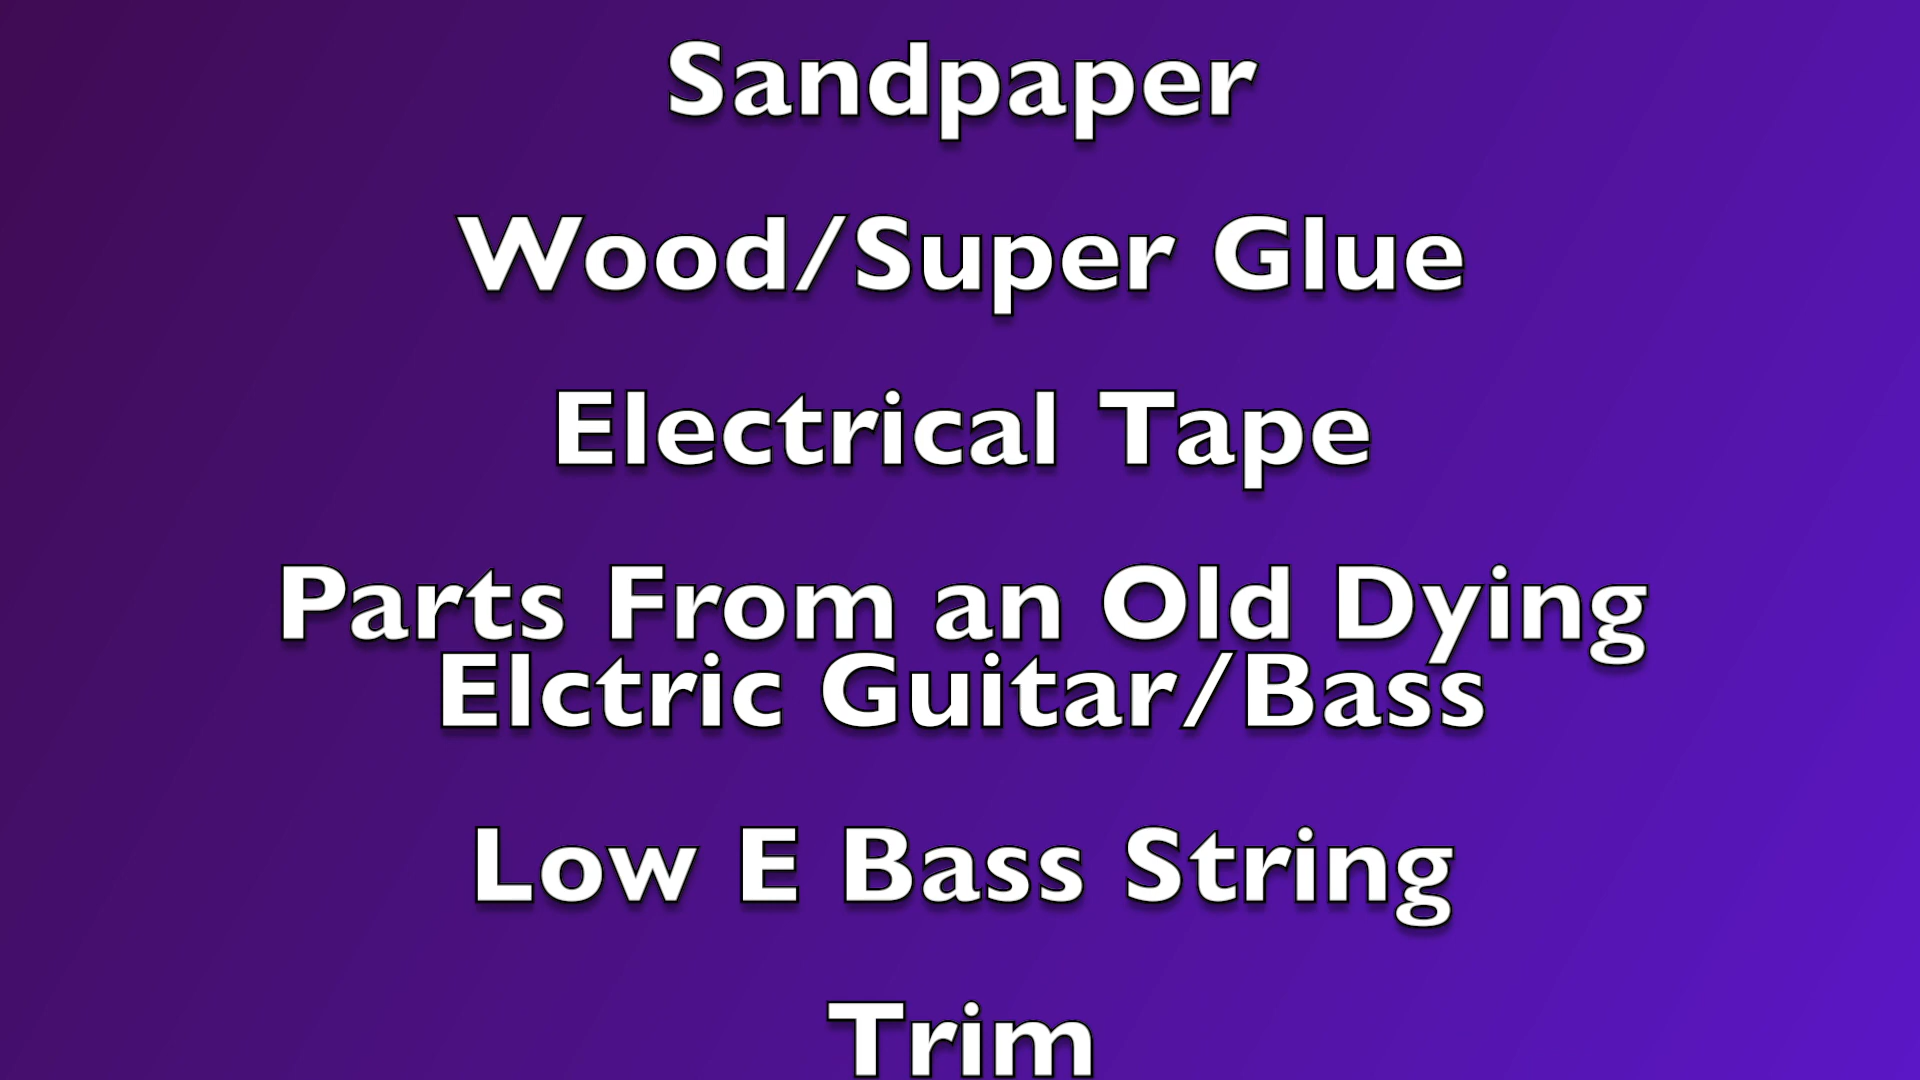 Sandpaper
Wood/Super Glue
Electrical Tape
Parts From an Old Dying
Elctric Guitar/Bass
Low E Bass String
Trim